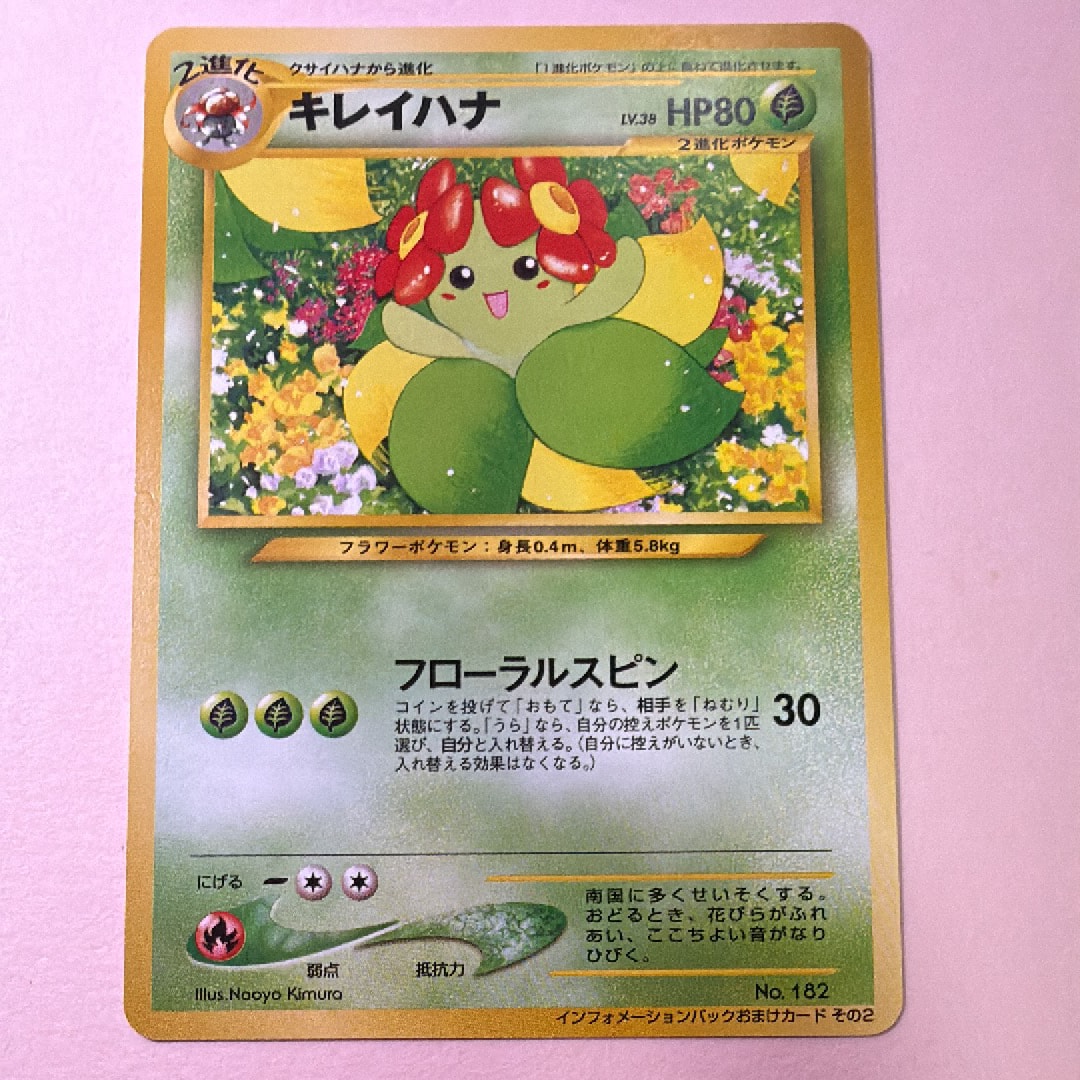 2進化
クサイハナから進化
「1進化ポケモン」の上に重ねて進化させます。
キレイハナ
LV.38 HP80
2進化ポケモン
フラワーポケモン：身長0.4m、体重5.8kg
フローラルスピン
コインを投げて「おもて」なら、相手を「ねむり」
状態にする。「うら」なら、自分の控えポケモンを1匹
選び、自分と入れ替える。（自分に控えがいないとき、
入れ替える効果はなくなる。）
30
にげる
弱点
抵抗力
南国に多くせいそくする。
おどるとき、花びらがふれ
あい、ここちよい音がなり
ひびく。
Illus.Naoyo Kimura
No. 182
インフォメーションパックおまけカード その2